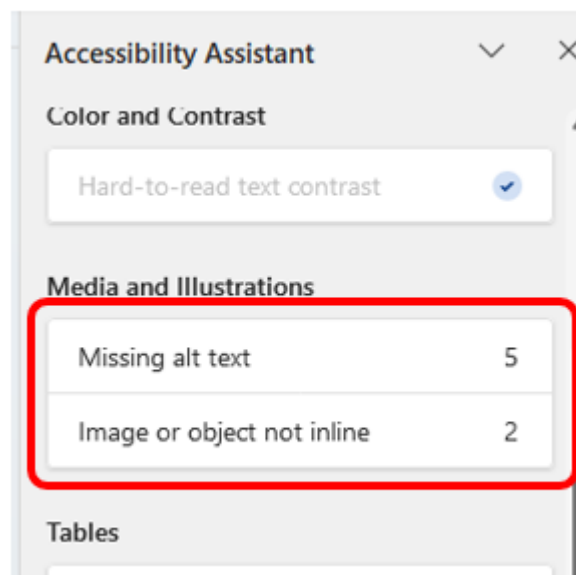 Accessibility Assistant
Color and Contrast
Hard-to-read text contrast
Media and Illustrations
Missing alt text 5
Image or object not inline 2
Tables